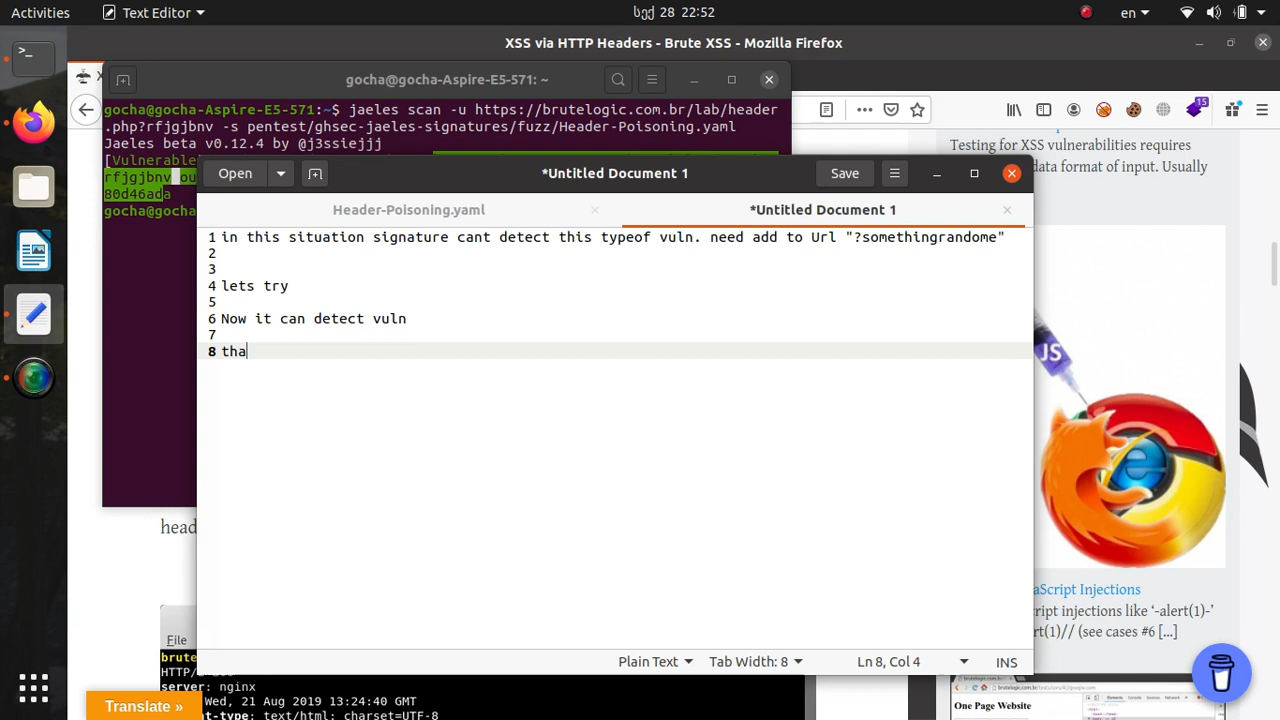 Activities
Text Editor
სექ 28 22:52
en
XSS via HTTP Headers - Brute XSS - Mozilla Firefox
gocha@gocha-Aspire-E5-571: ~
gocha@gocha-Aspire-E5-571:~$ jaeles scan -u https://brutelogic.com.br/lab/header
.php?rfjgjbnv -s pentest/ghsec-jaeles-signatures/fuzz/Header-Poisoning.yaml
Jaeles beta v0.12.4 by @j3ssiejjj
[Vulnerable
rfjgjbnv ou
80d46ada
gocha@gocha
15
Testing for XSS vulnerabilities requires
data format of input. Usually
Open
*Untitled Document 1
Save
Header-Poisoning.yaml
*Untitled Document 1
1 in this situation signature cant detect this typeof vuln. need add to Url "?somethingrandome"
2
3
4 lets try
5
6 Now it can detect vuln
7
8 tha
JS
aScript Injections
ript injections like ‘-alert(1)-’
rt(1)// (see cases #6 [...]
head
File
brute
HTTP/
server: nginx
Wed, 21 Aug 2019 13:24:46 GMT
t-type: text/html; charset=UTF-8
Plain Text
Tab Width: 8
Ln 8, Col 4
INS
Translate »
One Page Website